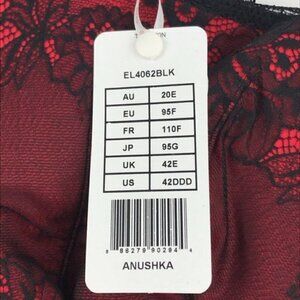 EL4062BLK
AU 20E
EU 95F
FR 110F
JP 95G
UK 42E
US 42DDD
ANUSHKA